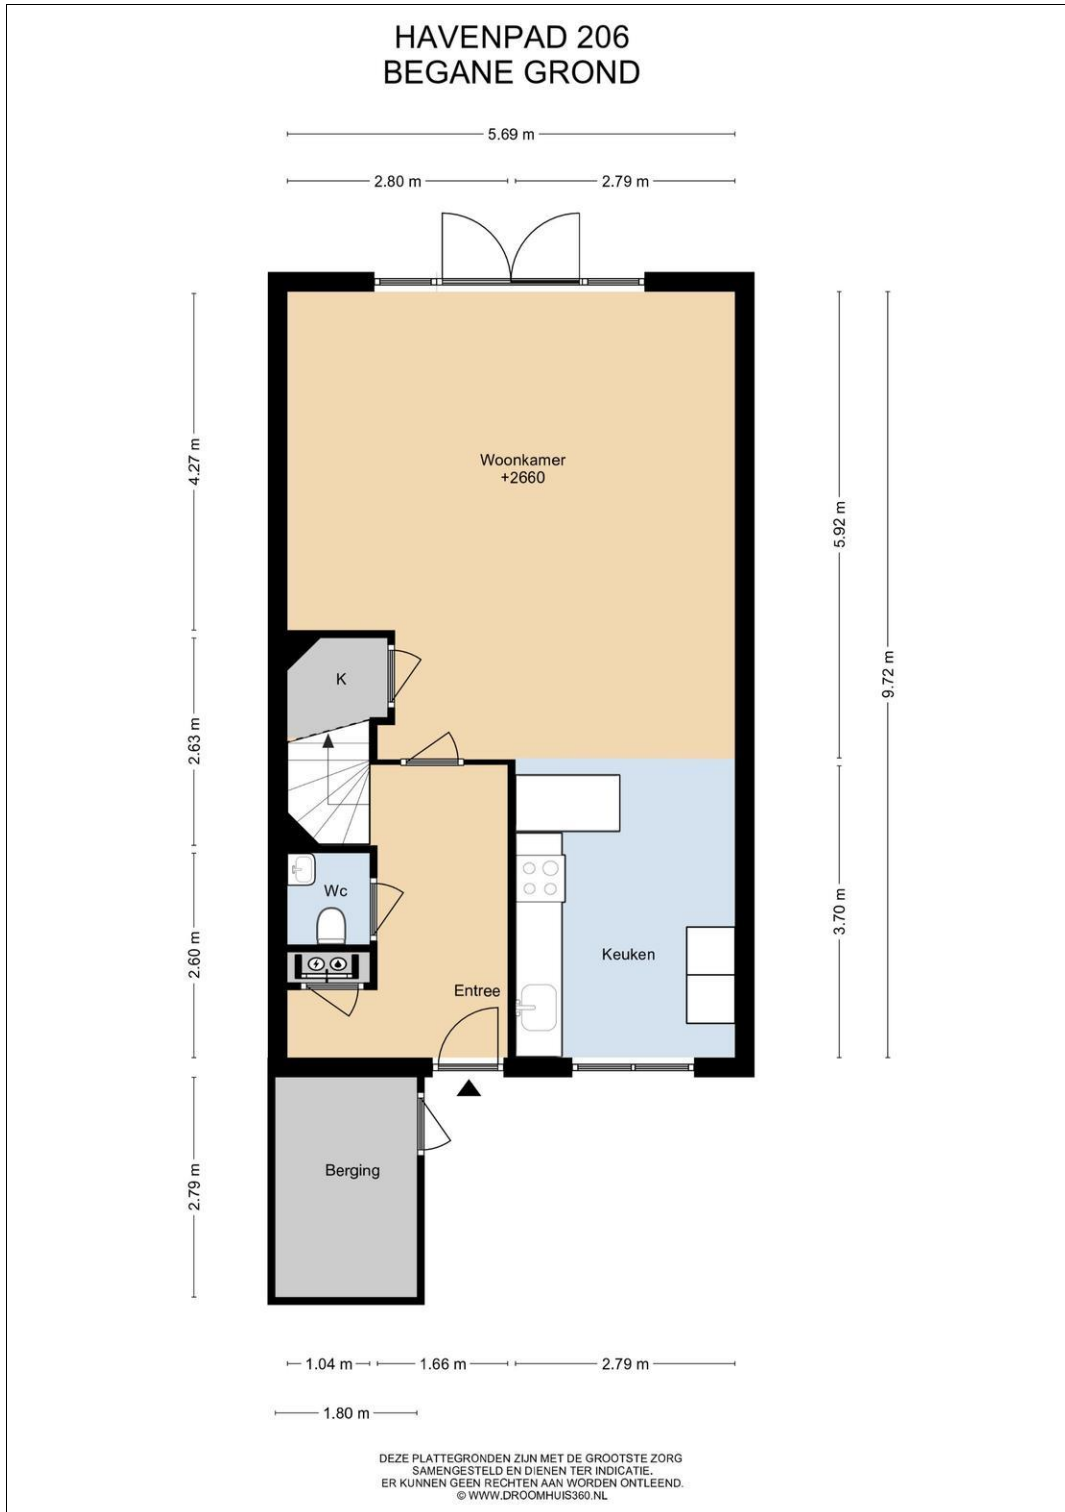 HAVENPAD 206
BEGANE GROND
5.69 m
2.80 m
2.79 m
4.27 m
Woonkamer
+2660
5.92 m
9.72 m
K
2.63 m
Wc
2.60 m
3.70 m
Keuken
Entree
Berging
2.79 m
1.04 m
1.66 m
2.79 m
1.80 m
DEZE PLATTEGRONDEN ZIJN MET DE GROOTSTE ZORG
SAMENGESTELD EN DIENEN TER INDICATIE.
ER KUNNEN GEEN RECHTEN AAN WORDEN ONTLEEND.
© WWW.DROOMHUIS360.NL